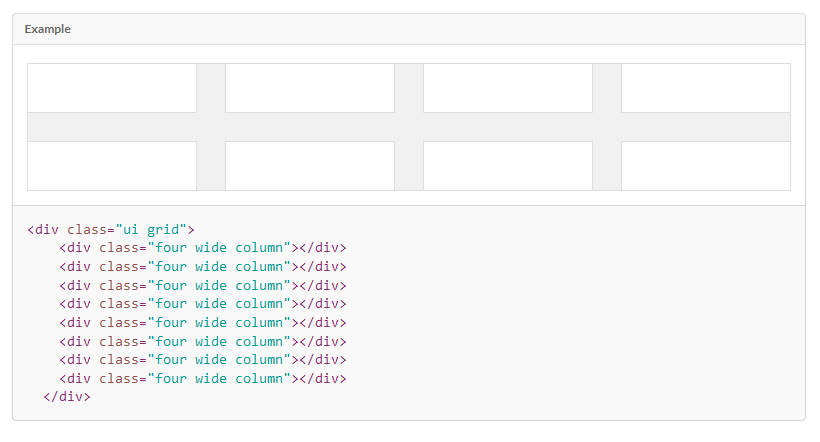 Example
<div class="ui grid">
    <div class="four wide column"></div>
    <div class="four wide column"></div>
    <div class="four wide column"></div>
    <div class="four wide column"></div>
    <div class="four wide column"></div>
    <div class="four wide column"></div>
    <div class="four wide column"></div>
    <div class="four wide column"></div>
  </div>